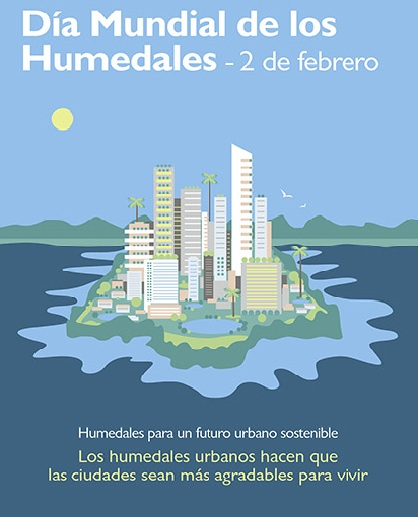 Día Mundial de los
Humedales - 2 de febrero
Humedales para un futuro urbano sostenible
Los humedales urbanos hacen que
las ciudades sean más agradables para vivir